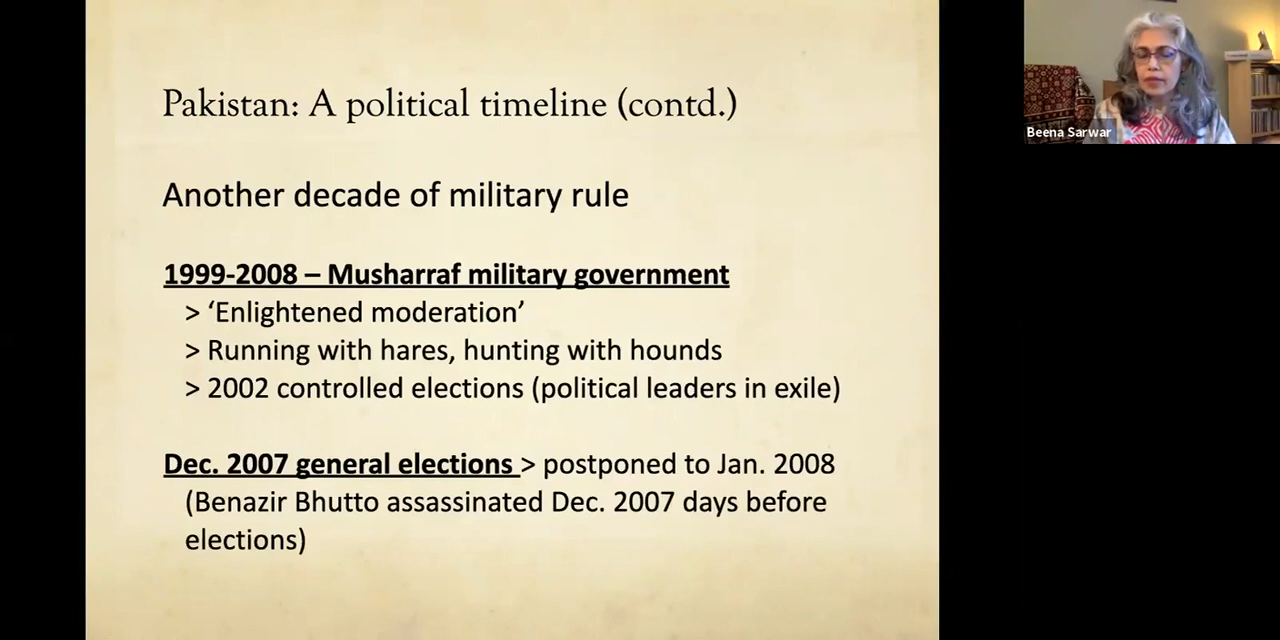 Pakistan: A political timeline (contd.)
Another decade of military rule
1999-2008 – Musharraf military government
> ‘Enlightened moderation’
> Running with hares, hunting with hounds
> 2002 controlled elections (political leaders in exile)
Dec. 2007 general elections > postponed to Jan. 2008
(Benazir Bhutto assassinated Dec. 2007 days before
elections)
Beena Sarwar